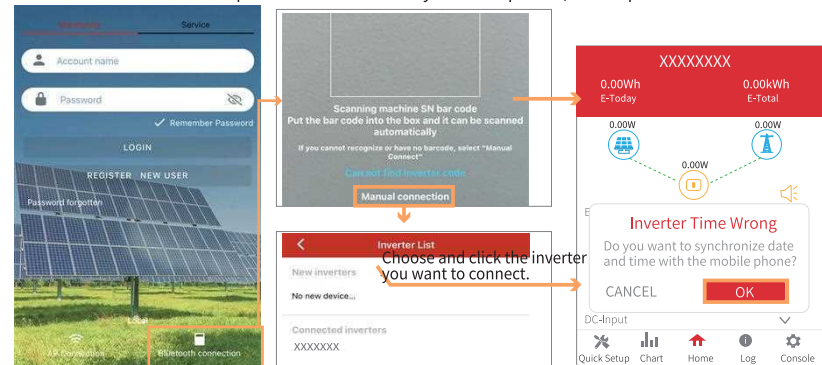 Service
Account name
Password
Remember Password
LOGIN
REGISTER NEW USER
Password forgotten
Local
Bluetooth connection
Scanning machine SN bar code
Put the bar code into the box and it can be scanned
automatically
If you cannot recognize or have no barcode, select "Manual
Connect"
Can not find inverter code
Manual connection
Inverter List
New inverters
Choose and click the inverter
you want to connect.
No new device...
Connected inverters
XXXXXXX
XXXXXXXX
0.00Wh
0.00kWh
E-Today
E-Total
0.00W
0.00W
0.00W
Inverter Time Wrong
Do you want to synchronize date
and time with the mobile phone?
CANCEL
OK
DC-Input
Quick Setup
Chart
Home
Log
Console